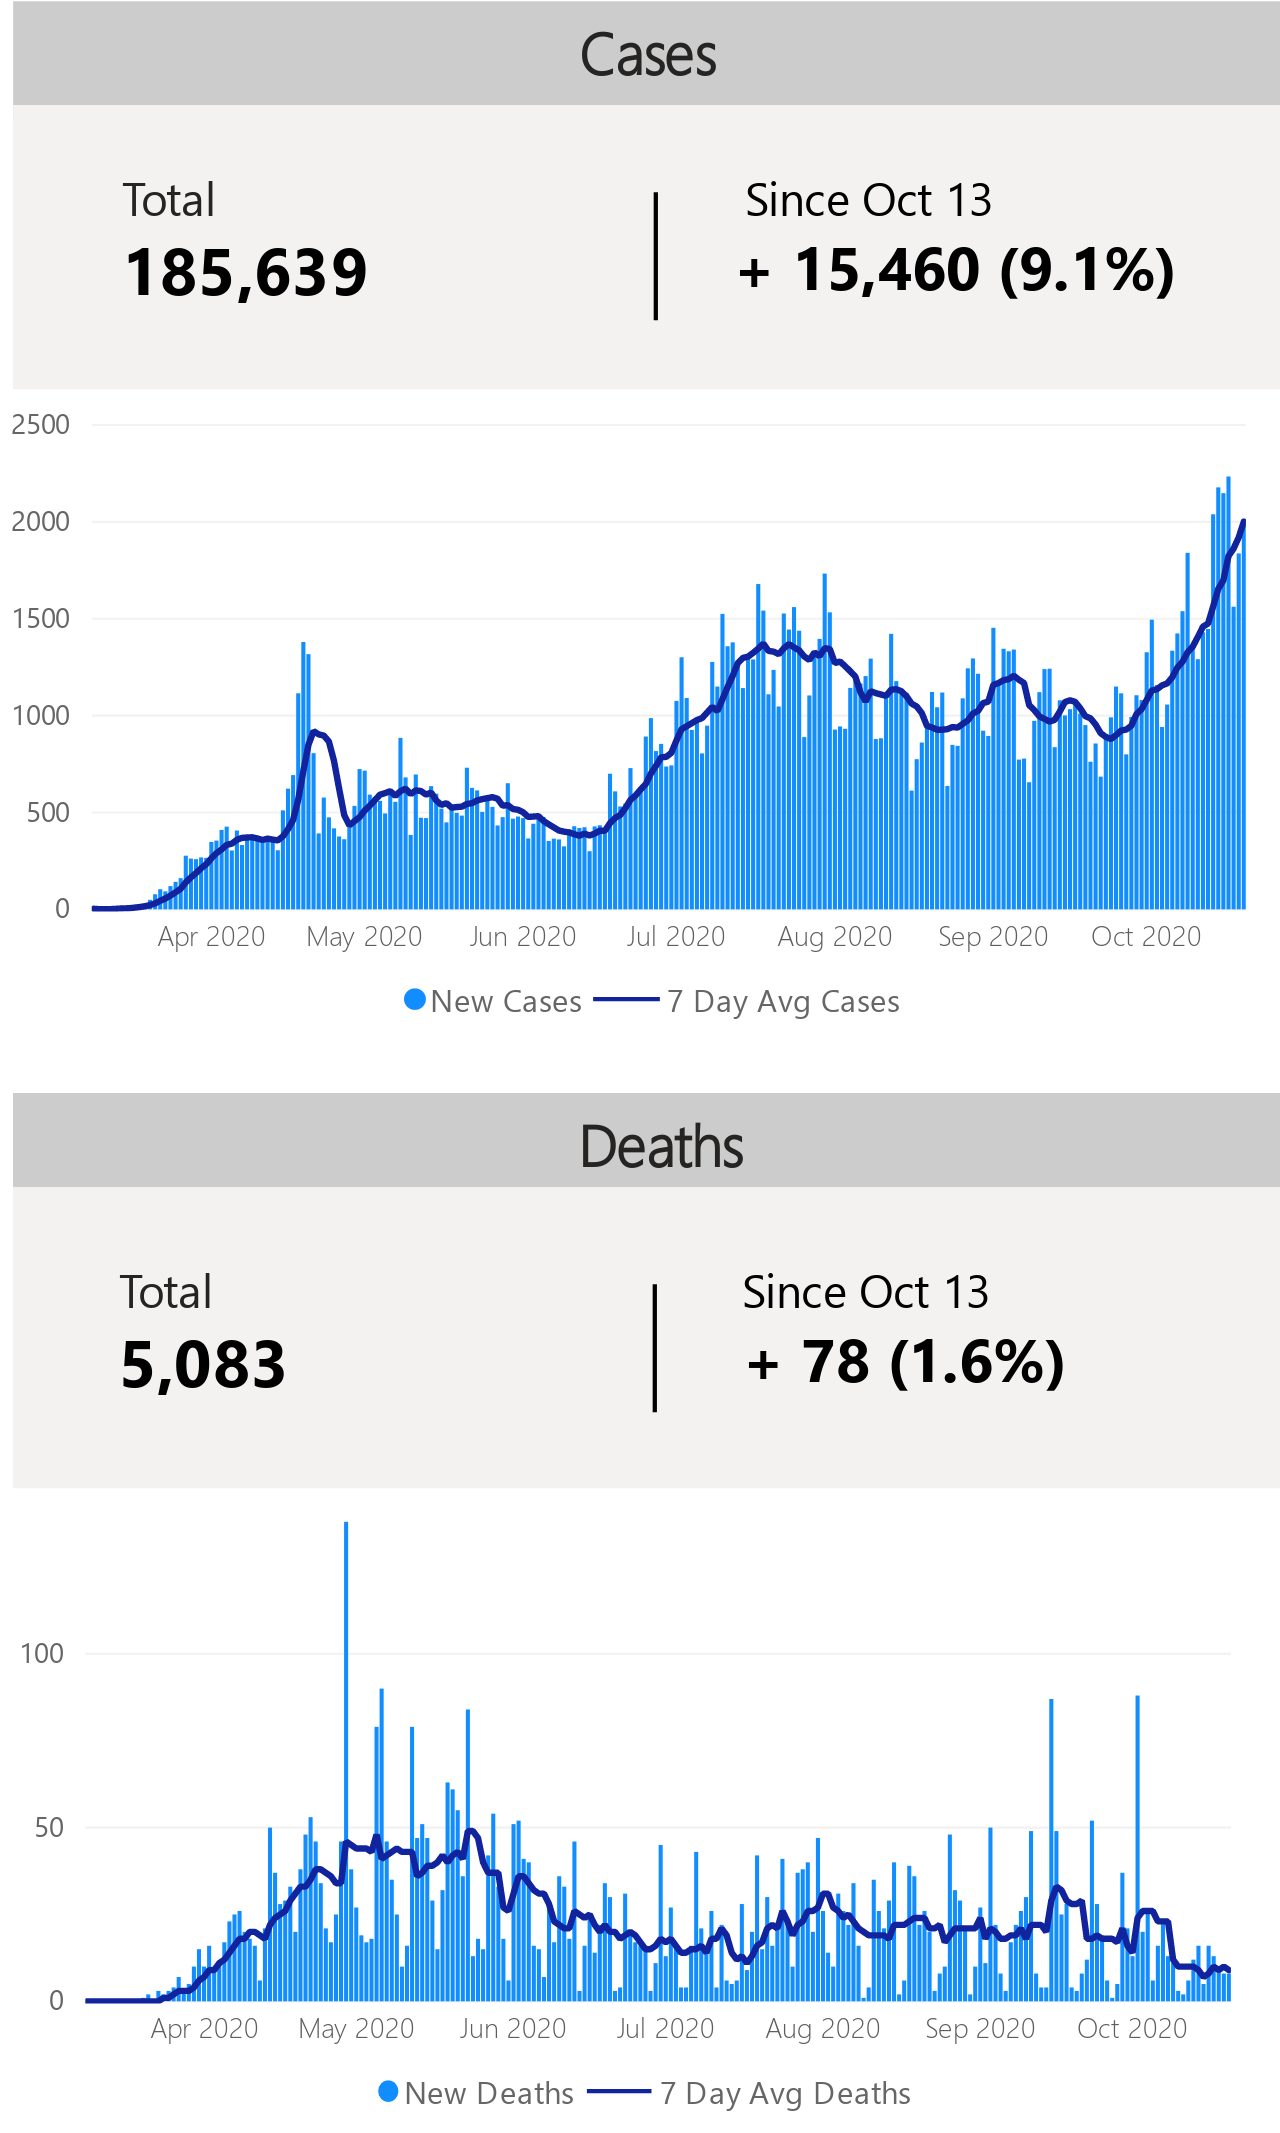 Cases
Total
Since Oct 13
185,639
+ 15,460 (9.1%)
2500
2000
1500
1000
500
0
Apr 2020 May 2020 Jun 2020 Jul 2020 Aug 2020 Sep 2020 Oct 2020
New Cases 7 Day Avg Cases
Deaths
Total
Since Oct 13
5,083
+ 78 (1.6%)
100
50
0
Apr 2020 May 2020 Jun 2020 Jul 2020 Aug 2020 Sep 2020 Oct 2020
New Deaths 7 Day Avg Deaths